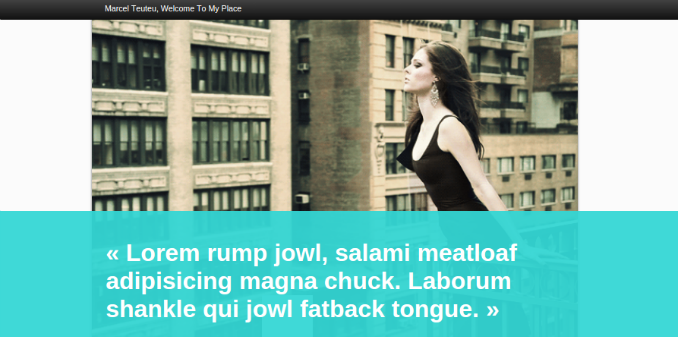 Marcel Teuteu, Welcome To My Place
« Lorem rump jowl, salami meatloaf
adipisicing magna chuck. Laborum
shankle qui jowl fatback tongue. »